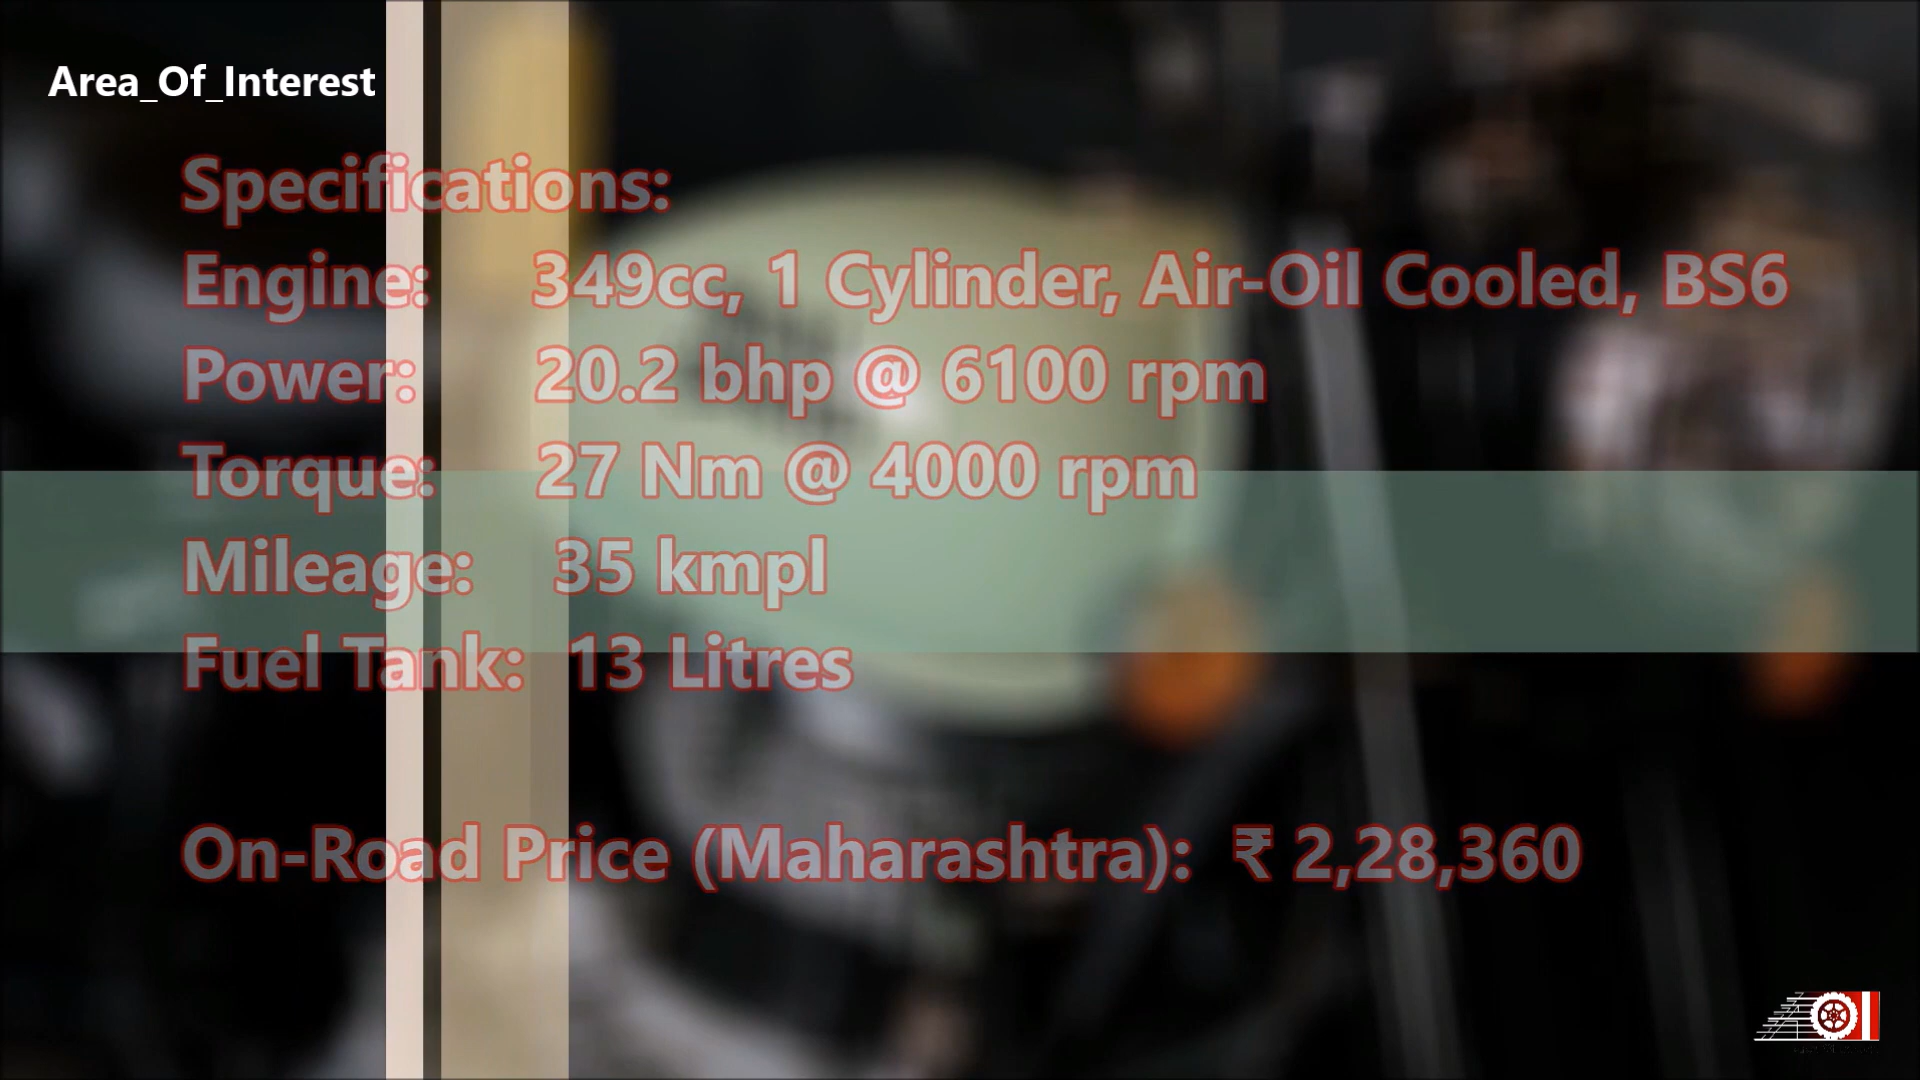 Area_Of_Interest
Specifications:
Engine: 349cc, 1 Cylinder, Air-Oil Cooled, BS6
Power: 20.2 bhp @ 6100 rpm
Torque: 27 Nm @ 4000 rpm
Mileage: 35 kmpl
Fuel Tank: 13 Litres
On-Road Price (Maharashtra): ₹ 2,28,360